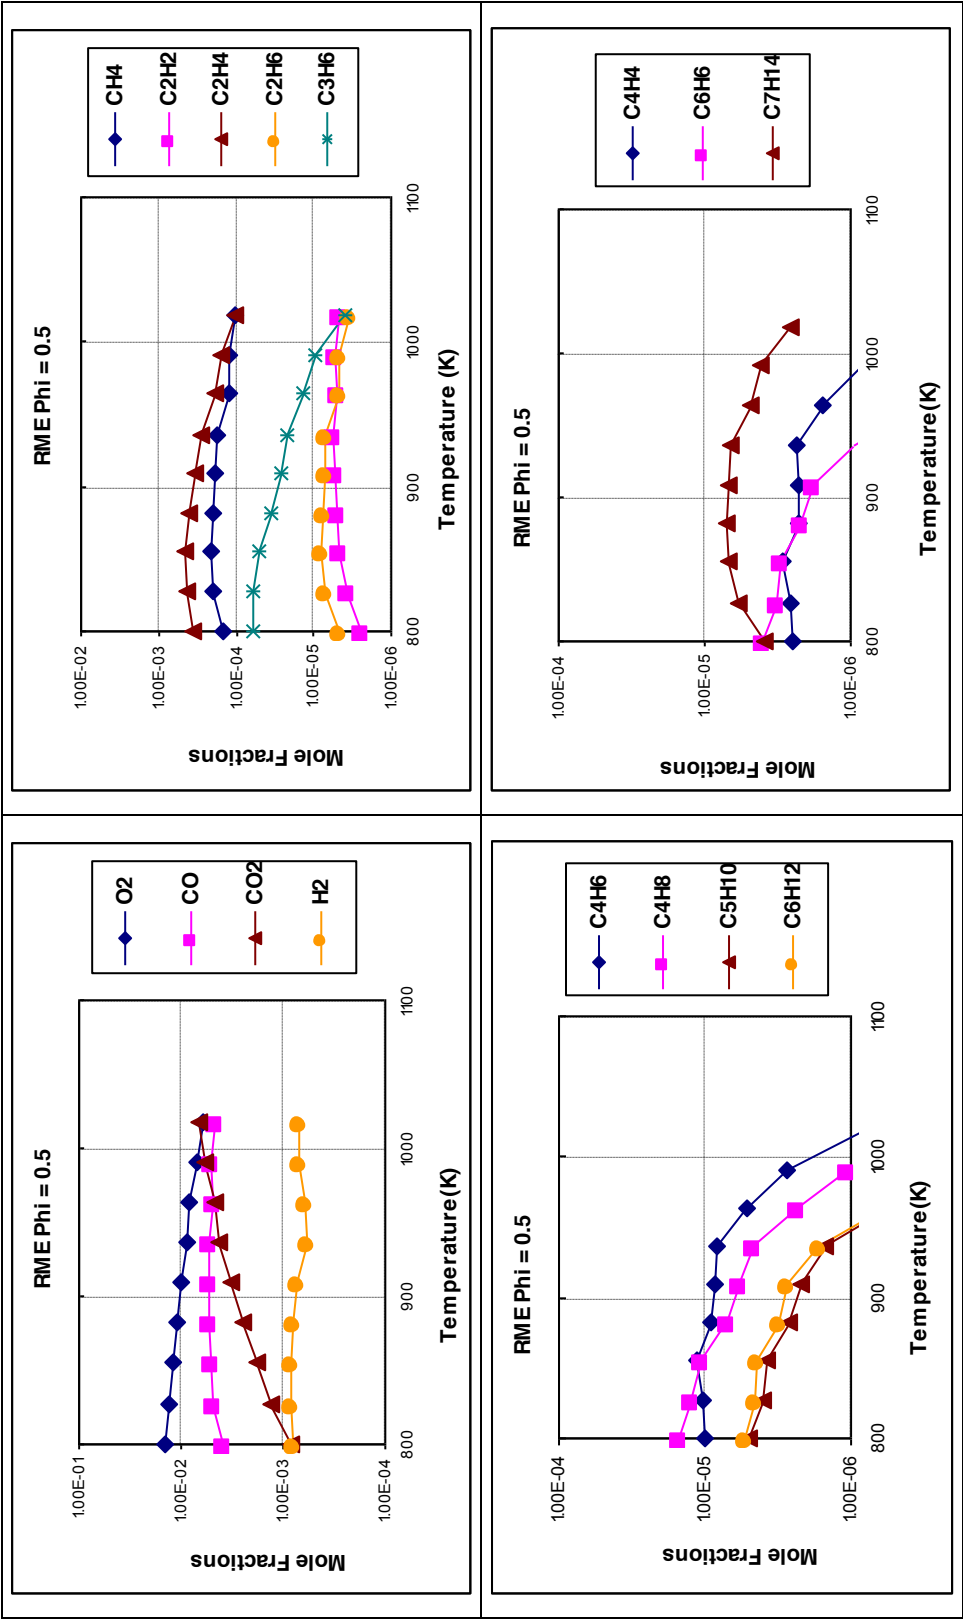 RME Phi = 0.5
1.00E-01
1.00E-02
1.00E-03
1.00E-04
800
900
1000
1100
Temperature(K)
Mole Fractions
O2
CO
CO2
H2
RME Phi = 0.5
1.00E-02
1.00E-03
1.00E-04
1.00E-05
1.00E-06
800
900
1000
1100
Temperature (K)
Mole Fractions
CH4
C2H2
C2H4
C2H6
C3H6
RME Phi = 0.5
1.00E-04
1.00E-05
1.00E-06
800
900
1000
1100
Temperature(K)
Mole Fractions
C4H6
C4H8
C5H10
C6H12
RME Phi = 0.5
1.00E-04
1.00E-05
1.00E-06
800
900
1000
1100
Temperature(K)
Mole Fractions
C4H4
C6H6
C7H14